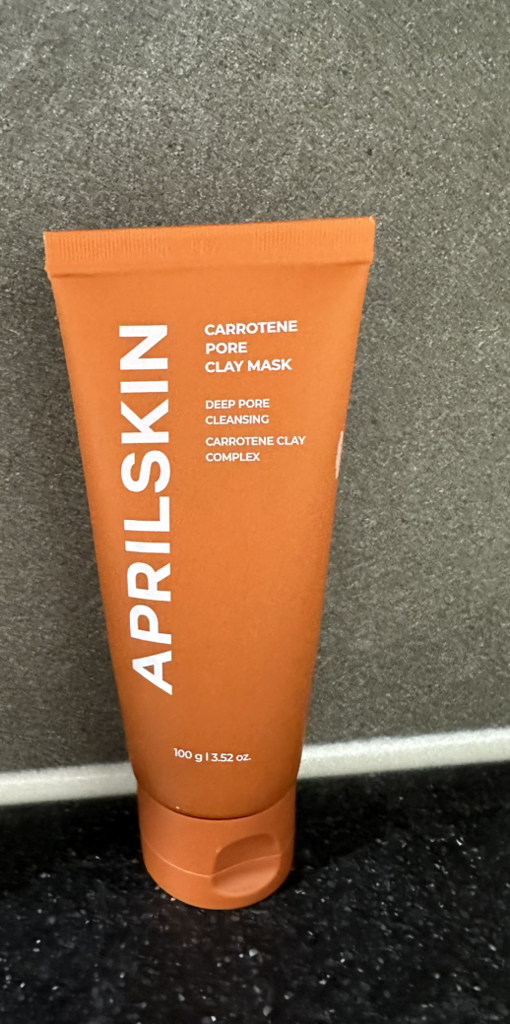 APRILSKIN
CARROTENE
PORE
CLAY MASK
DEEP PORE
CLEANSING
CARROTENE CLAY
COMPLEX
100 g | 3.52 oz.